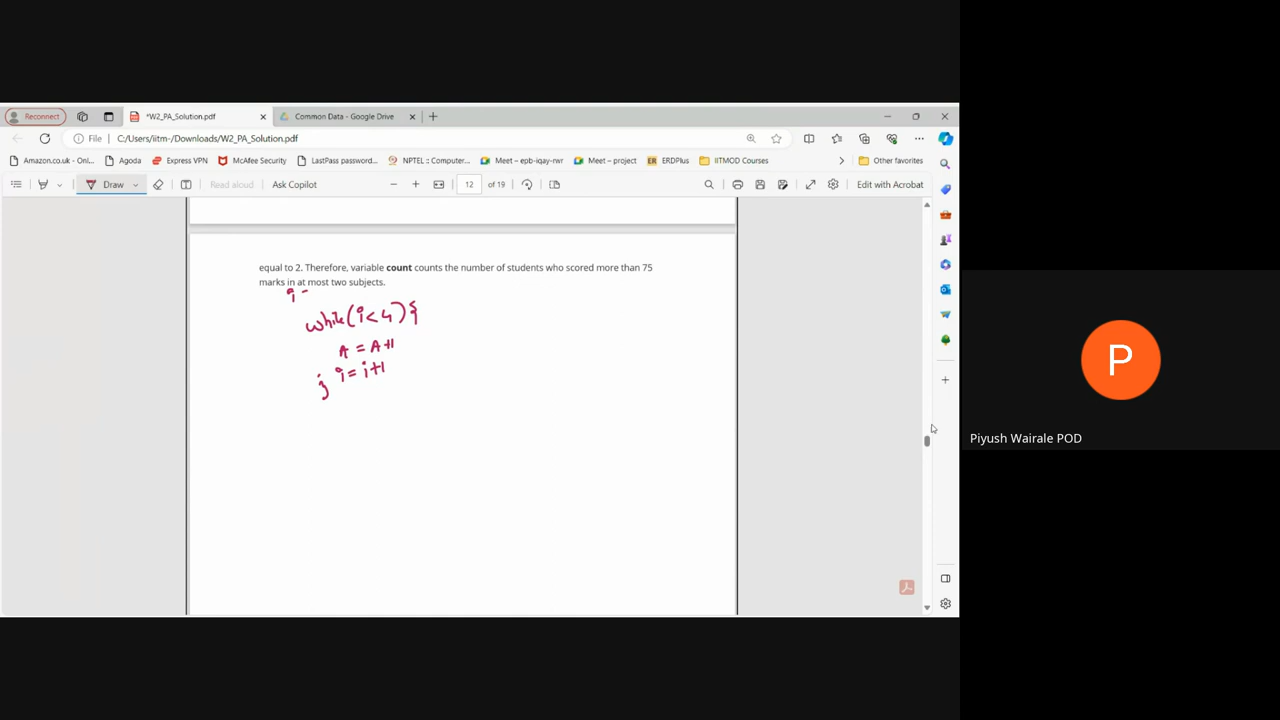 Reconnect
*W2_PA_Solution.pdf
Common Data - Google Drive
File
C:/Users/iitm-/Downloads/W2_PA_Solution.pdf
Amazon.co.uk - Onl...
Agoda
Express VPN
McAfee Security
LastPass password...
NPTEL :: Computer...
Meet – epb-iqay-rwr
Meet – project
ER ERDPlus
IITMOD Courses
Other favorites
Draw
Read aloud
Ask Copilot
12 of 19
Edit with Acrobat
equal to 2. Therefore, variable count counts the number of students who scored more than 75
marks in at most two subjects.
i -
while(i<4){
A = A+1
i = i+1
}
P
Piyush Wairale POD